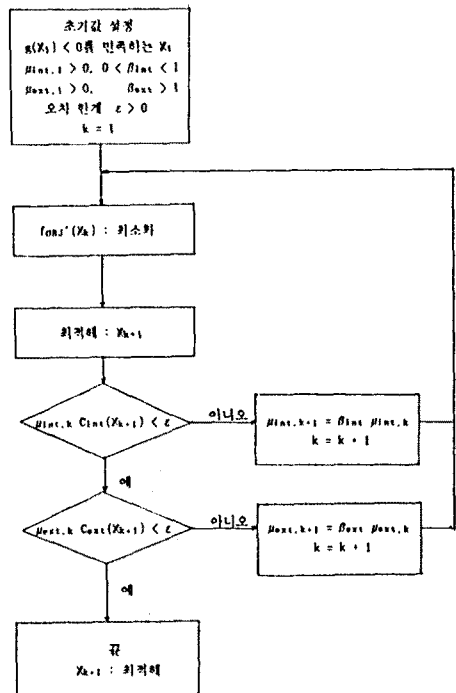 초기값 설정
g(X₁) < 0를 만족하는 X₁
μint,1 > 0, 0 < βint < 1
μext,1 > 0, βext > 1
오차 한계 ε > 0
k = 1
'(Xk) : 최소화
최적해 : Xk+1
μint,k Cint(Xk+1) < ε
아니오
μint,k+1 = βint μint,k
k = k + 1
예
μext,k Cext(Xk+1) < ε
아니오
μext,k+1 = βext μext,k
k = k + 1
예
끝
Xk+1 : 최적해